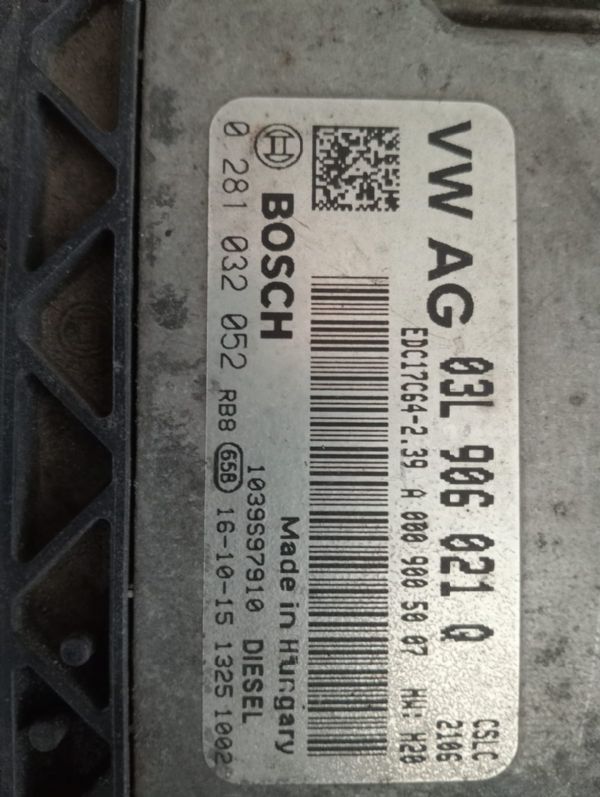 VW AG 03L 906 021 Q
EDC17C64-2.39 A 000 900 50 07 HW: H20
CSLC
2106
BOSCH
Made in Hungary
1039S97910 DIESEL
0 281 032 052 RB8 65B 16-10-15 1325 1002